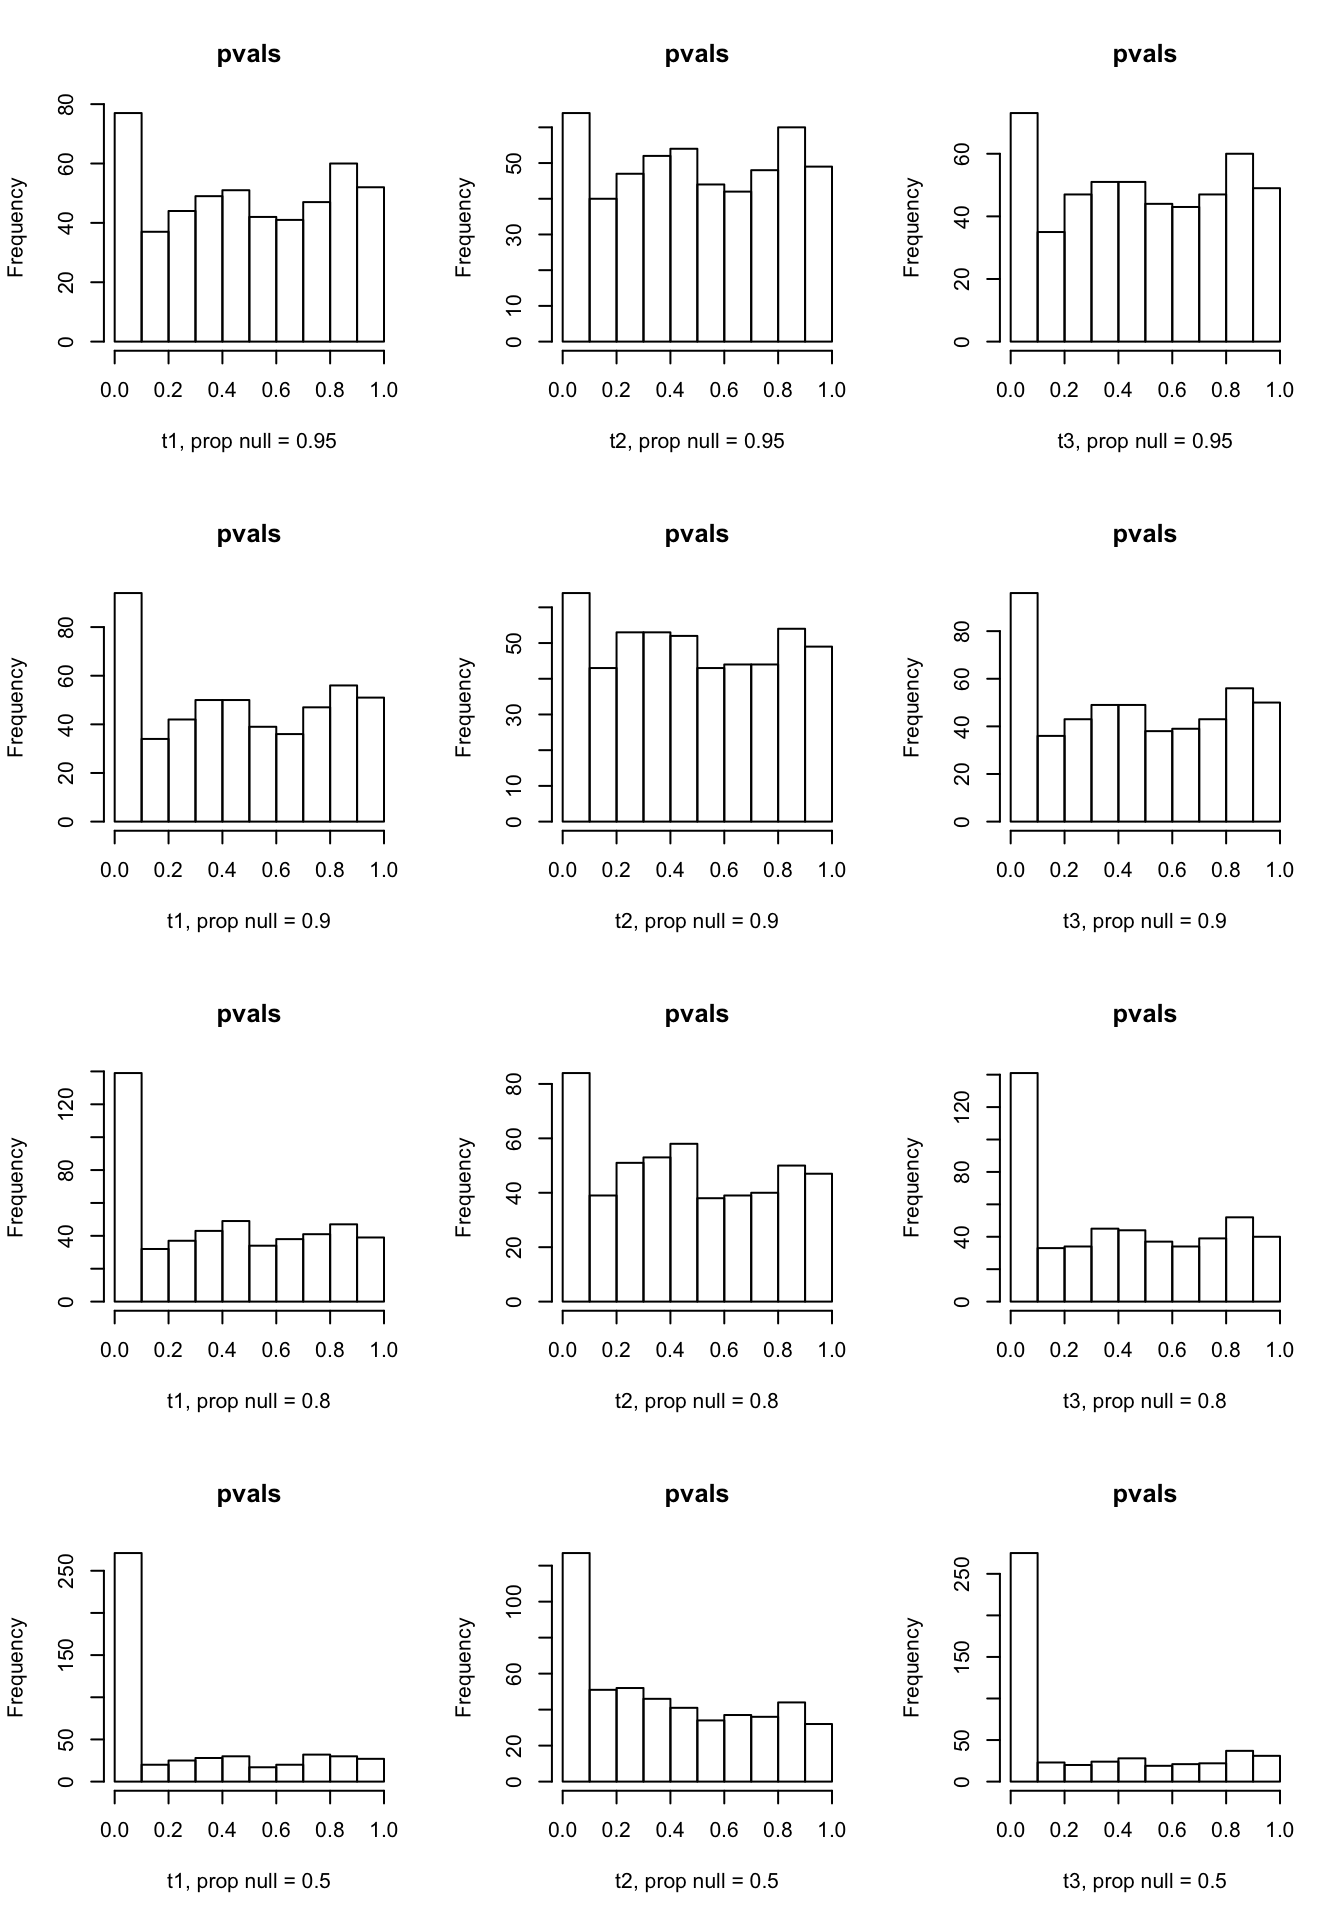 pvals pvals pvals
Frequency 0 20 40 60 80 Frequency 0 10 30 50 Frequency 0 20 40 60
0.0 0.2 0.4 0.6 0.8 1.0 0.0 0.2 0.4 0.6 0.8 1.0 0.0 0.2 0.4 0.6 0.8 1.0
t1, prop null = 0.95 t2, prop null = 0.95 t3, prop null = 0.95
pvals pvals pvals
Frequency 0 20 40 60 80 Frequency 0 10 30 50 Frequency 0 20 40 60 80
0.0 0.2 0.4 0.6 0.8 1.0 0.0 0.2 0.4 0.6 0.8 1.0 0.0 0.2 0.4 0.6 0.8 1.0
t1, prop null = 0.9 t2, prop null = 0.9 t3, prop null = 0.9
pvals pvals pvals
Frequency 0 40 80 120 Frequency 0 20 40 60 80 Frequency 0 40 80 120
0.0 0.2 0.4 0.6 0.8 1.0 0.0 0.2 0.4 0.6 0.8 1.0 0.0 0.2 0.4 0.6 0.8 1.0
t1, prop null = 0.8 t2, prop null = 0.8 t3, prop null = 0.8
pvals pvals pvals
Frequency 0 50 150 250 Frequency 0 20 60 100 Frequency 0 50 150 250
0.0 0.2 0.4 0.6 0.8 1.0 0.0 0.2 0.4 0.6 0.8 1.0 0.0 0.2 0.4 0.6 0.8 1.0
t1, prop null = 0.5 t2, prop null = 0.5 t3, prop null = 0.5